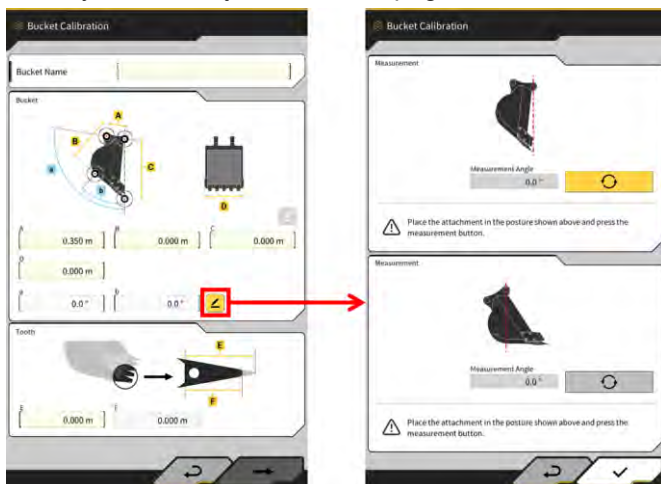 Bucket Calibration
Bucket Name
Bucket
A
B
C
a
b
D
A
0.350 m
B
0.000 m
C
0.000 m
D
0.000 m
a
0.0 °
b
0.0 °
Tooth
E
F
E
0.000 m
0.000 m
Bucket Calibration
Measurement
Measurement Angle
0.0 °
Place the attachment in the posture shown above and press the
measurement button.
Measurement
Measurement Angle
0.0 °
Place the attachment in the posture shown above and press the
measurement button.